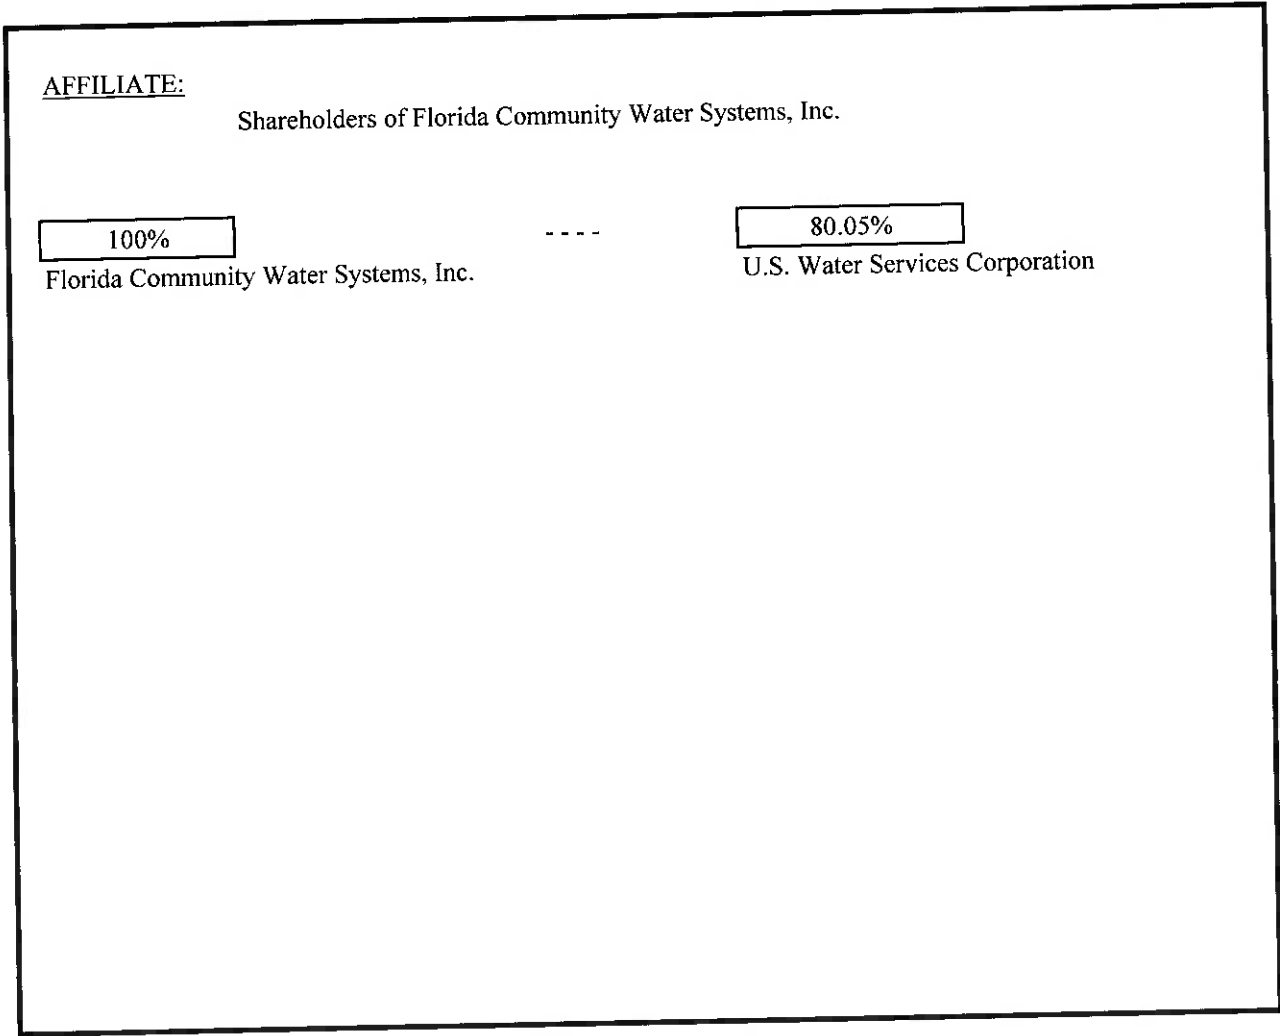 AFFILIATE:
Shareholders of Florida Community Water Systems, Inc.
100%
- - - -
80.05%
Florida Community Water Systems, Inc.
U.S. Water Services Corporation